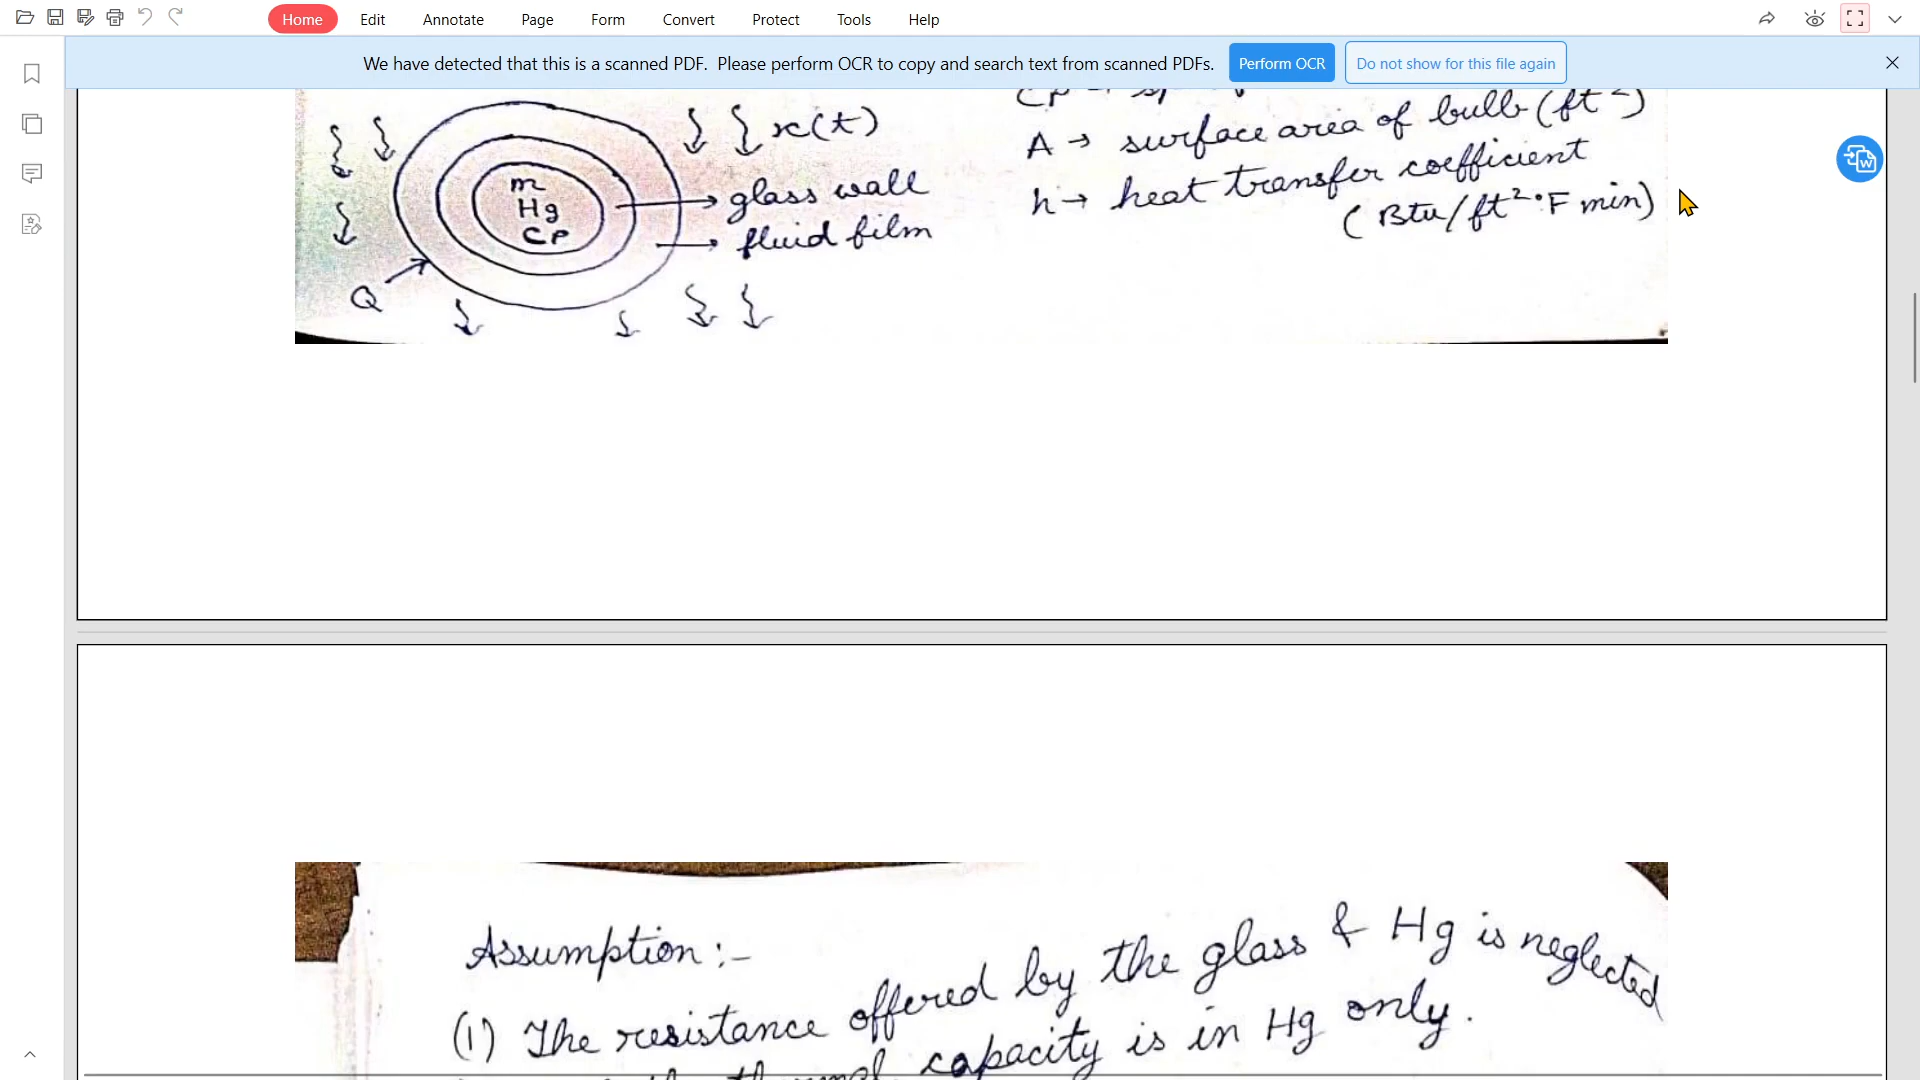 Home Edit Annotate Page Form Convert Protect Tools Help
We have detected that this is a scanned PDF. Please perform OCR to copy and search text from scanned PDFs. Perform OCR Do not show for this file again
x(t)
glass wall
fluid film
m
Hg
CP
Q
A → surface area of bulb (ft²)
h → heat transfer coefficient
(Btu/ft² °F min)
Assumption :-
(1) The resistance offered by the glass & Hg is neglected
capacity is in Hg only.